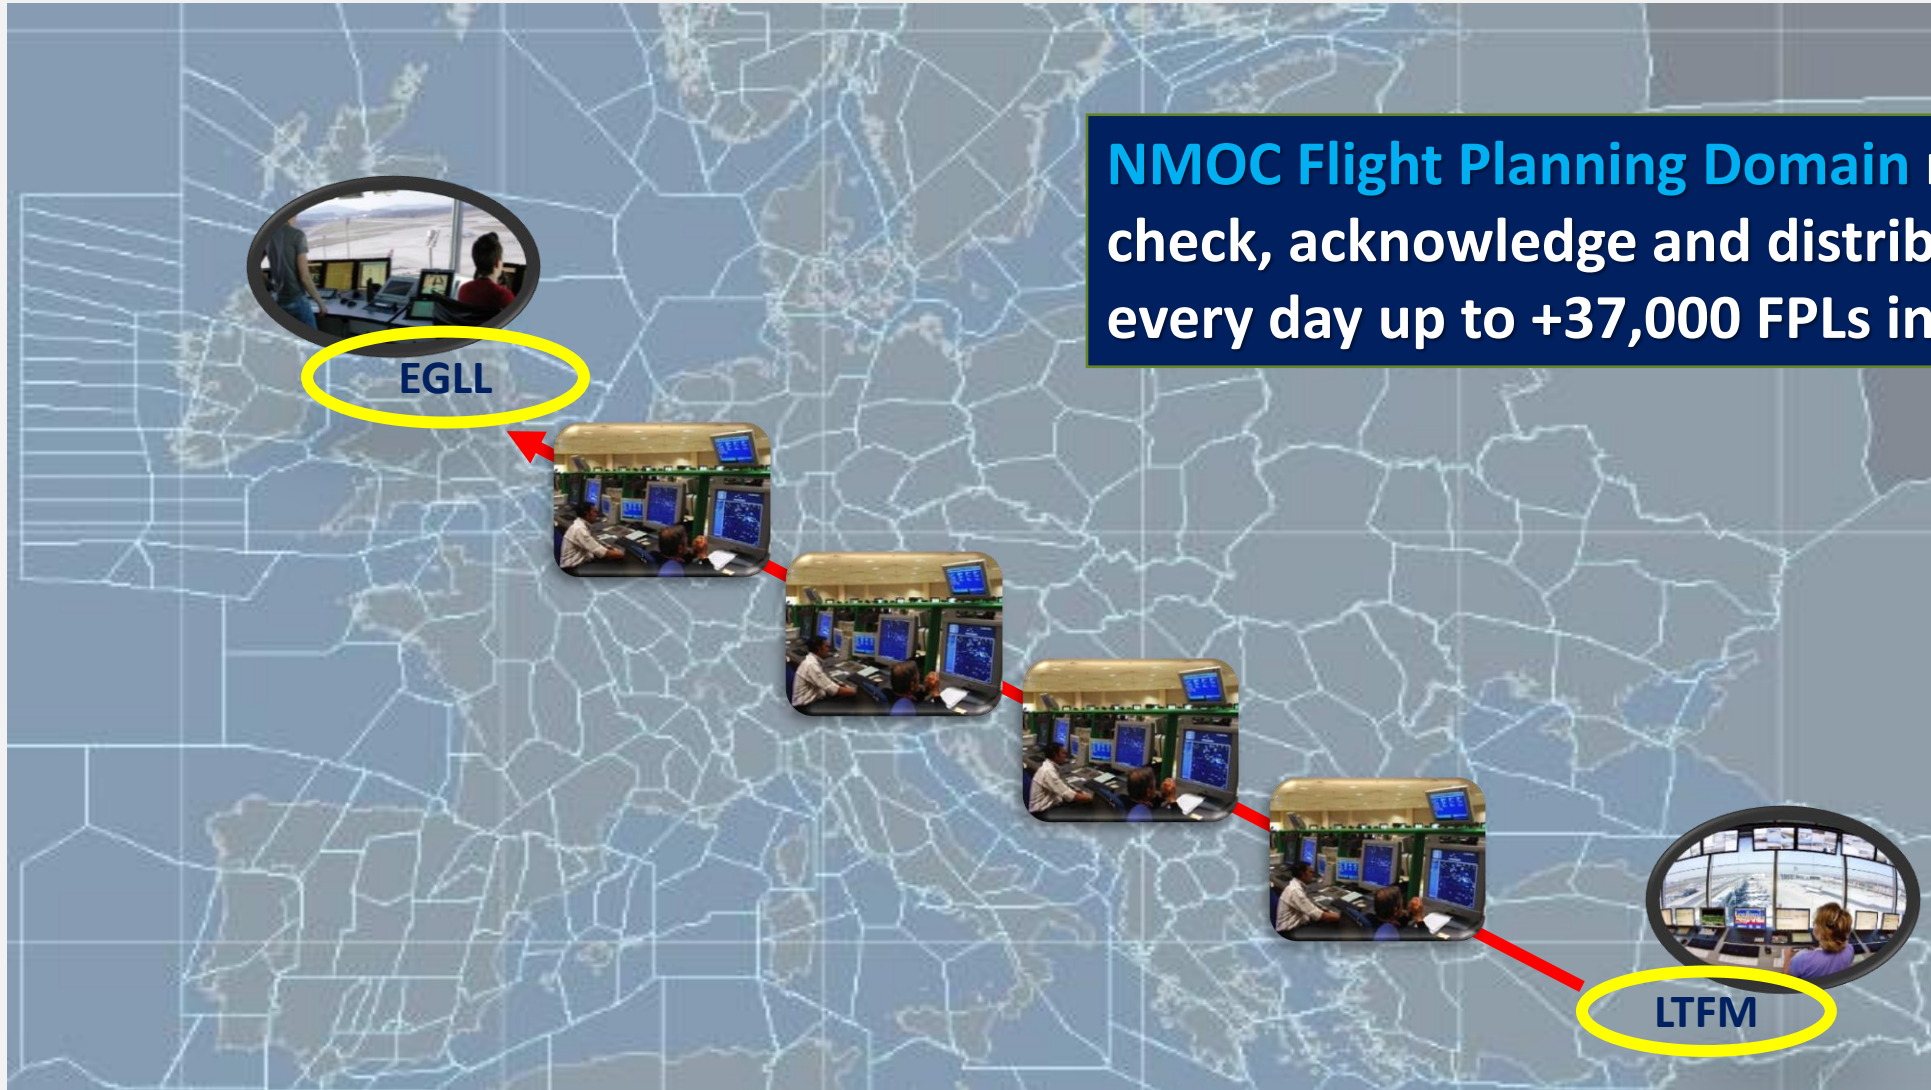 NMOC Flight Planning Domain
check, acknowledge and distrib
every day up to +37,000 FPLs in
EGLL
LTFM